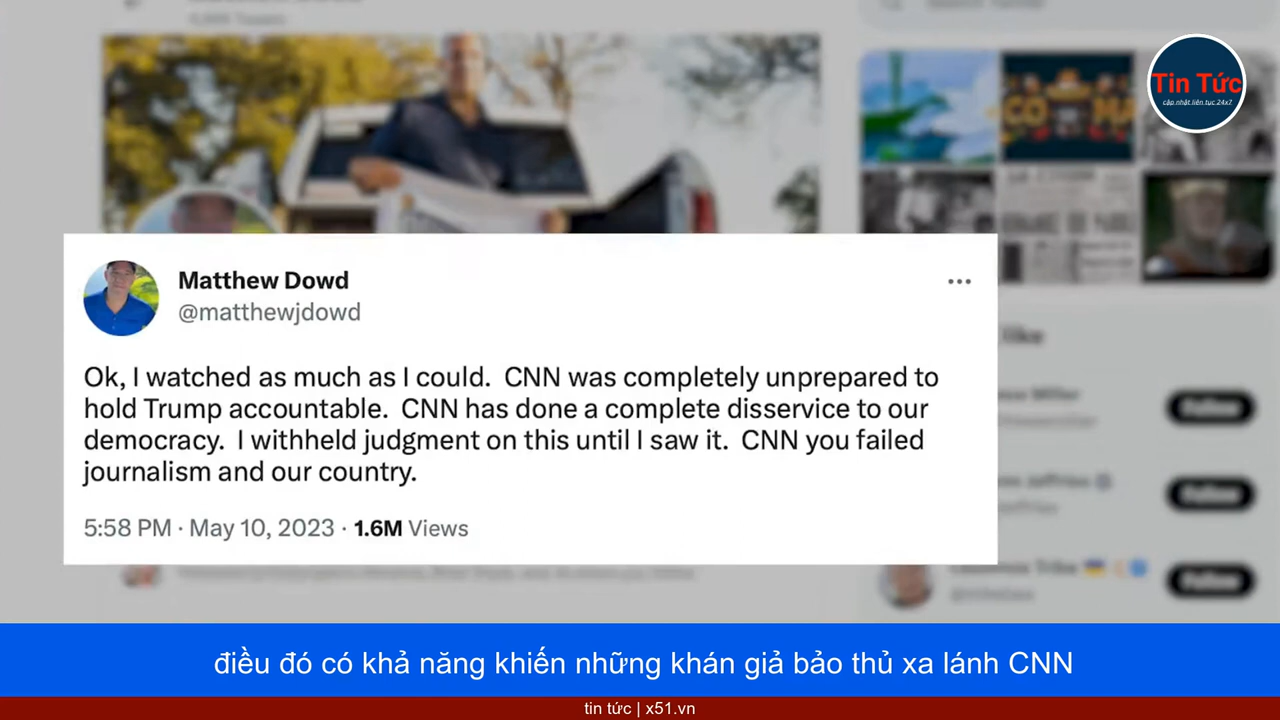 Tin Tức
cập nhật liên tục 24x7
Matthew Dowd
@matthewjdowd
Ok, I watched as much as I could. CNN was completely unprepared to
hold Trump accountable. CNN has done a complete disservice to our
democracy. I withheld judgment on this until I saw it. CNN you failed
journalism and our country.
5:58 PM · May 10, 2023 · 1.6M Views
điều đó có khả năng khiến những khán giả bảo thủ xa lánh CNN
tin tức | x51.vn